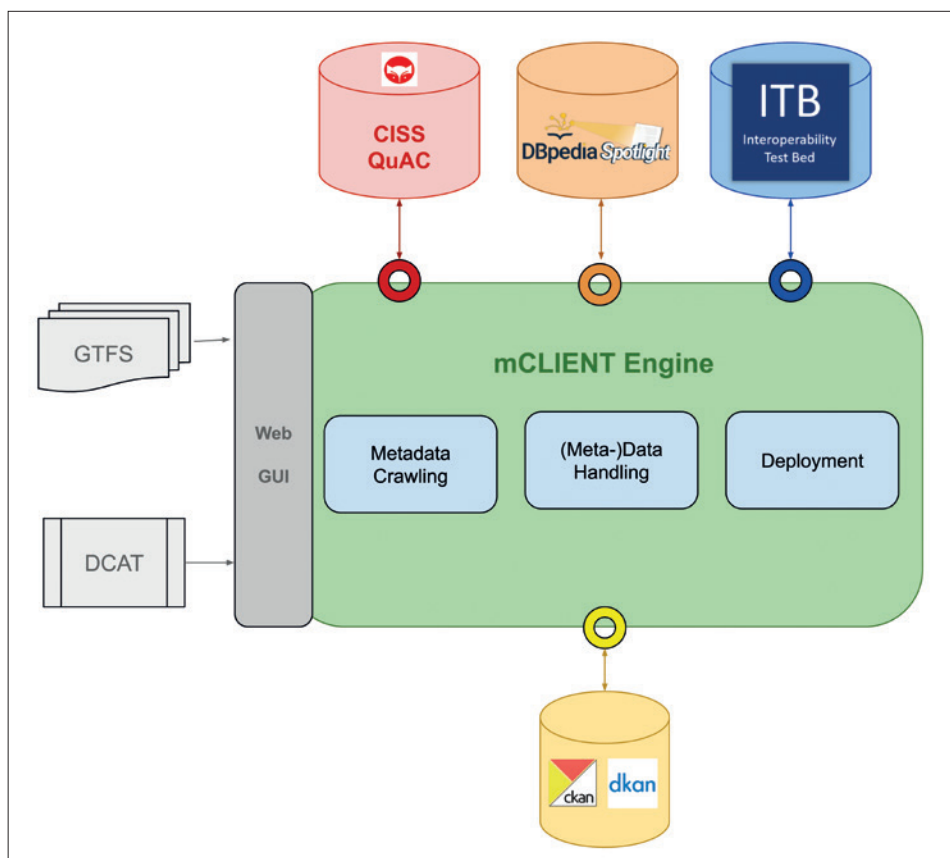 CISS
QuAC
DBpedia Spotlight
ITB
Interoperability
Test Bed
GTFS
DCAT
Web
GUI
mCLIENT Engine
Metadata
Crawling
(Meta-)Data
Handling
Deployment
ckan
dkan